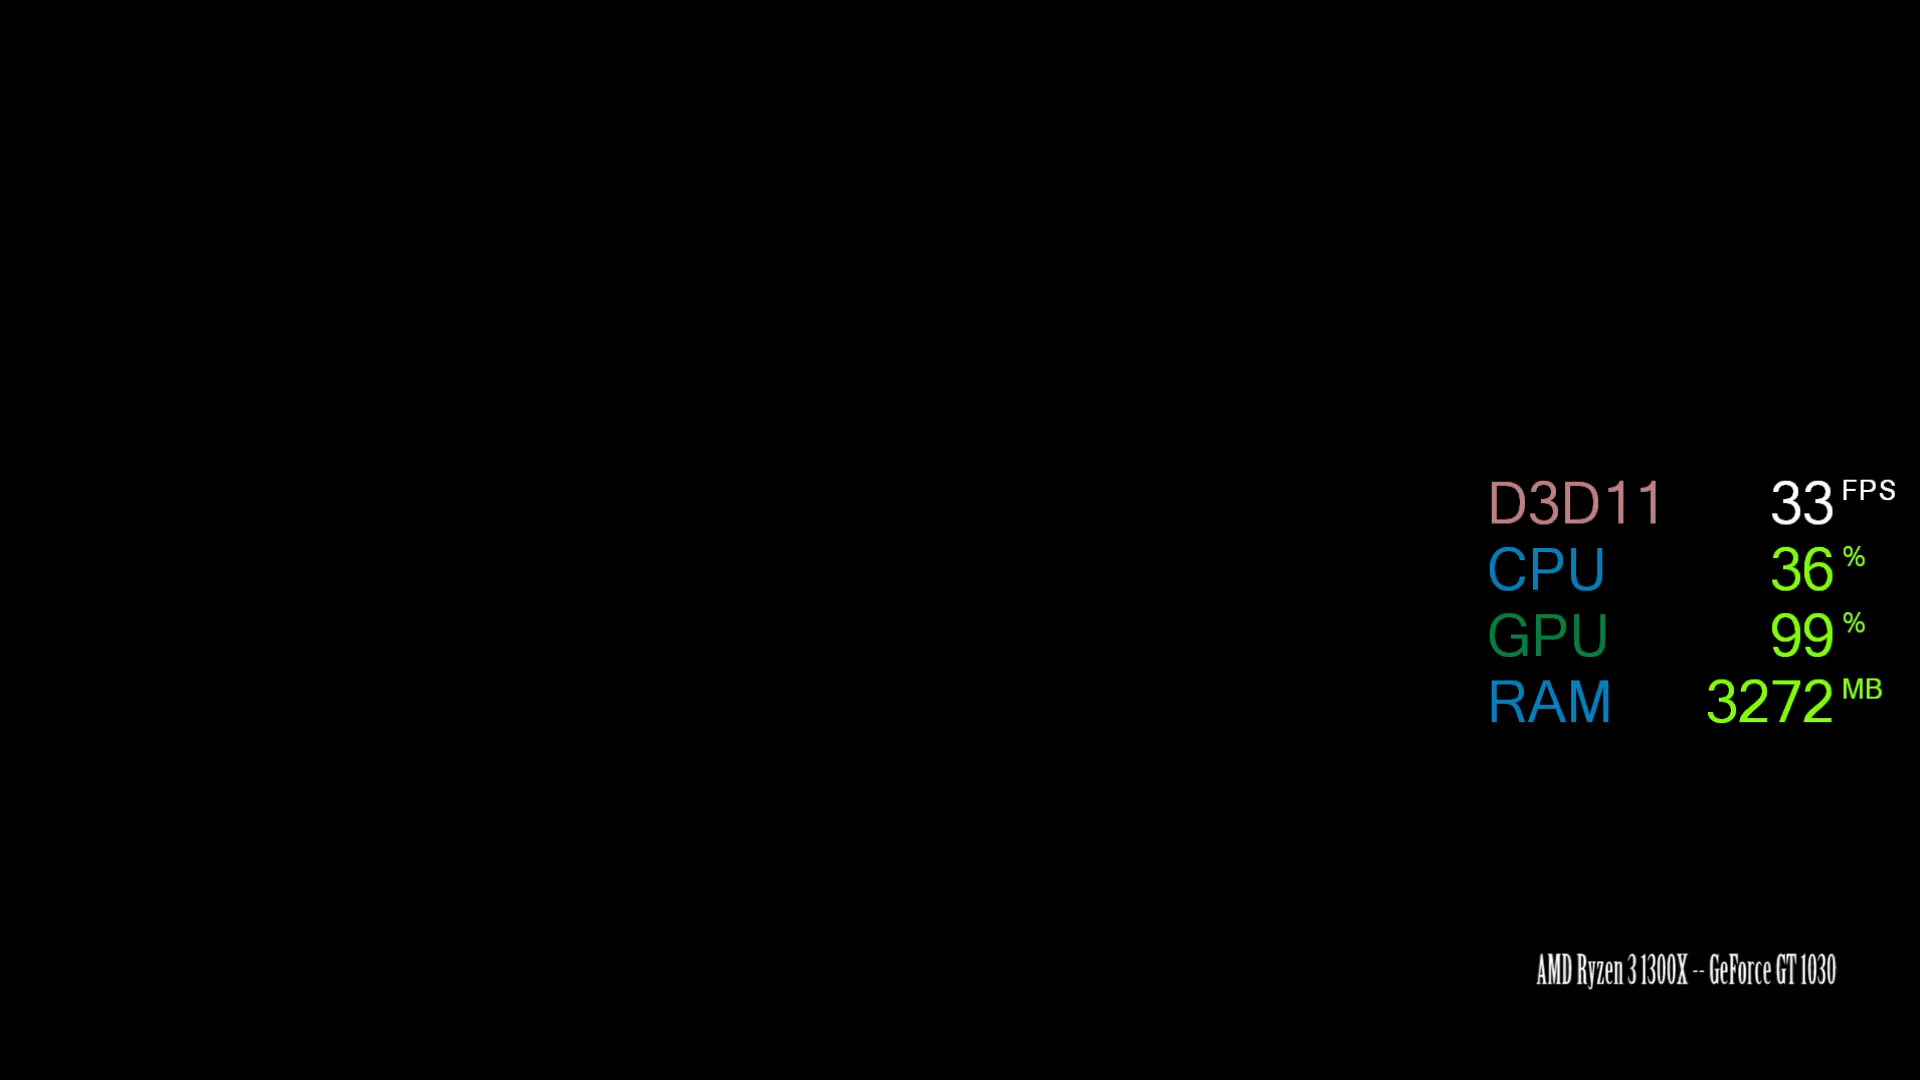 D3D11 33 FPS
CPU 36 %
GPU 99 %
RAM 3272 MB
AMD Ryzen 3 1300X -- GeForce GT 1030